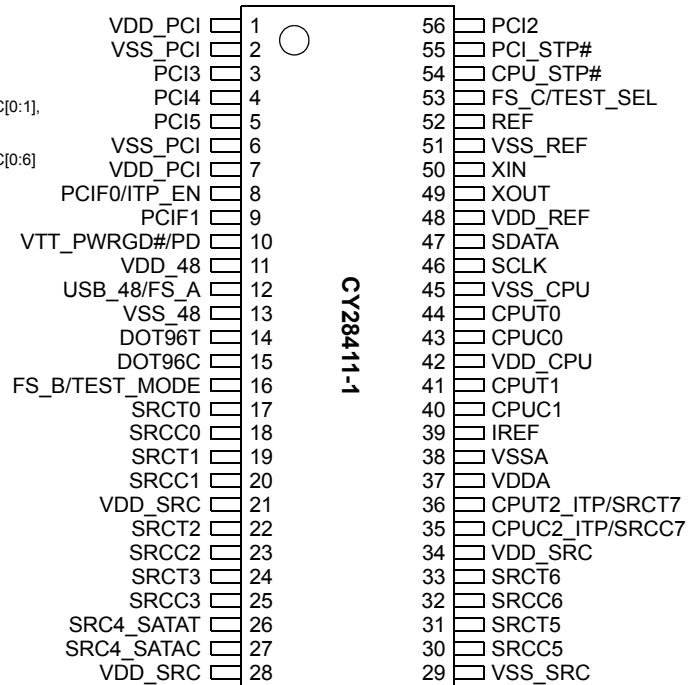 VDD_PCI 1 56 PCI2
VSS_PCI 2 55 PCI_STP#
PCI3 3 54 CPU_STP#
PCI4 4 53 FS_C/TEST_SEL
C[0:1],
PCI5 5 52 REF
VSS_PCI 6 51 VSS_REF
C[0:6]
VDD_PCI 7 50 XIN
PCIF0/ITP_EN 8 49 XOUT
PCIF1 9 48 VDD_REF
VTT_PWRGD#/PD 10 47 SDATA
VDD_48 11 46 SCLK
USB_48/FS_A 12 45 VSS_CPU
VSS_48 13 44 CPUT0
DOT96T 14 43 CPUC0
DOT96C 15 42 VDD_CPU
FS_B/TEST_MODE 16 41 CPUT1
SRCT0 17 40 CPUC1
SRCC0 18 39 IREF
SRCT1 19 38 VSSA
SRCC1 20 37 VDDA
VDD_SRC 21 36 CPUT2_ITP/SRCT7
SRCT2 22 35 CPUC2_ITP/SRCC7
SRCC2 23 34 VDD_SRC
SRCT3 24 33 SRCT6
SRCC3 25 32 SRCC6
SRC4_SATAT 26 31 SRCT5
SRC4_SATAC 27 30 SRCC5
VDD_SRC 28 29 VSS_SRC
CY28411-1